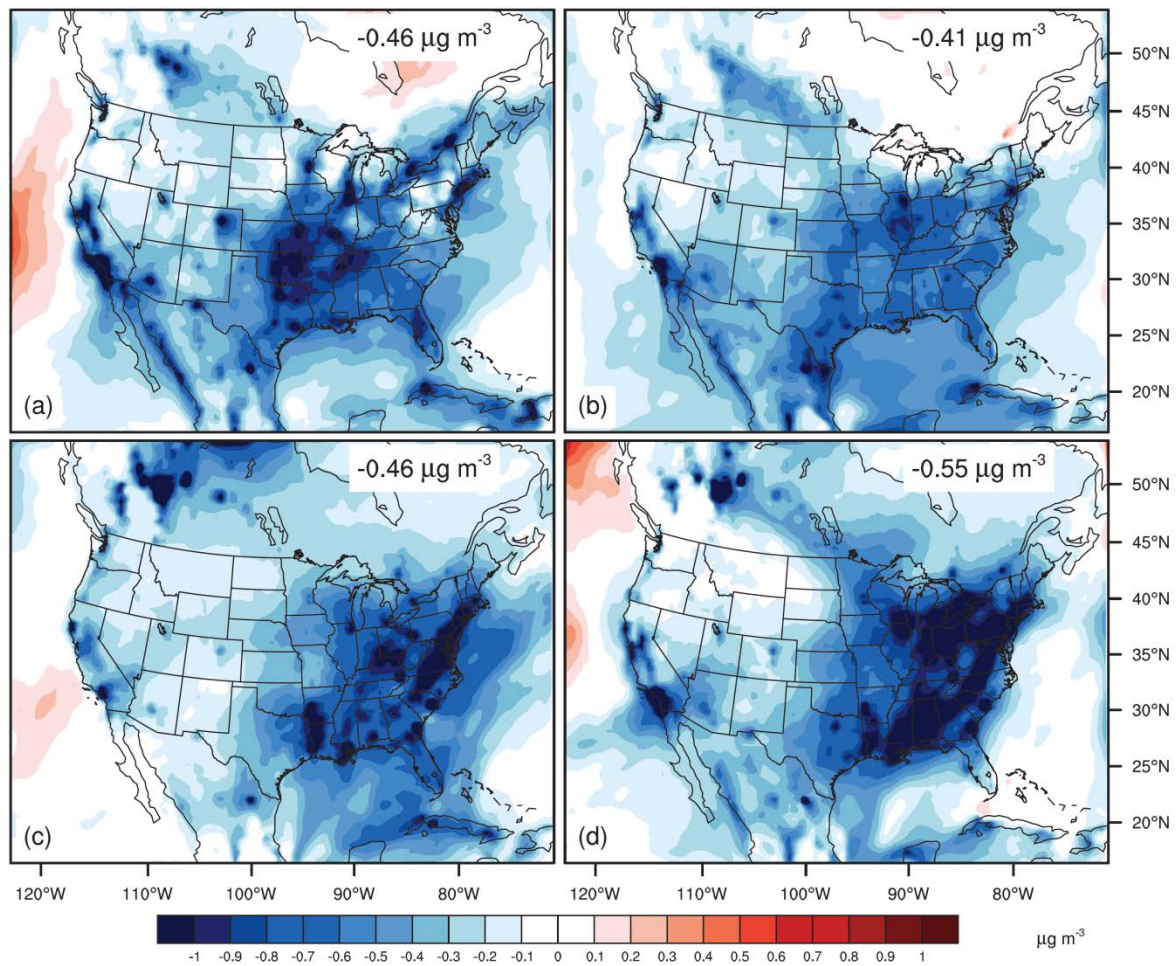 -0.46 μg m-3
-0.41 μg m-3
50°N
45°N
40°N
35°N
30°N
25°N
20°N
(a)
(b)
-0.46 μg m-3
-0.55 μg m-3
50°N
45°N
40°N
35°N
30°N
25°N
20°N
(c)
(d)
120°W 110°W 100°W 90°W 80°W 120°W 110°W 100°W 90°W 80°W
-1 -0.9 -0.8 -0.7 -0.6 -0.5 -0.4 -0.3 -0.2 -0.1 0 0.1 0.2 0.3 0.4 0.5 0.6 0.7 0.8 0.9 1
μg m-3